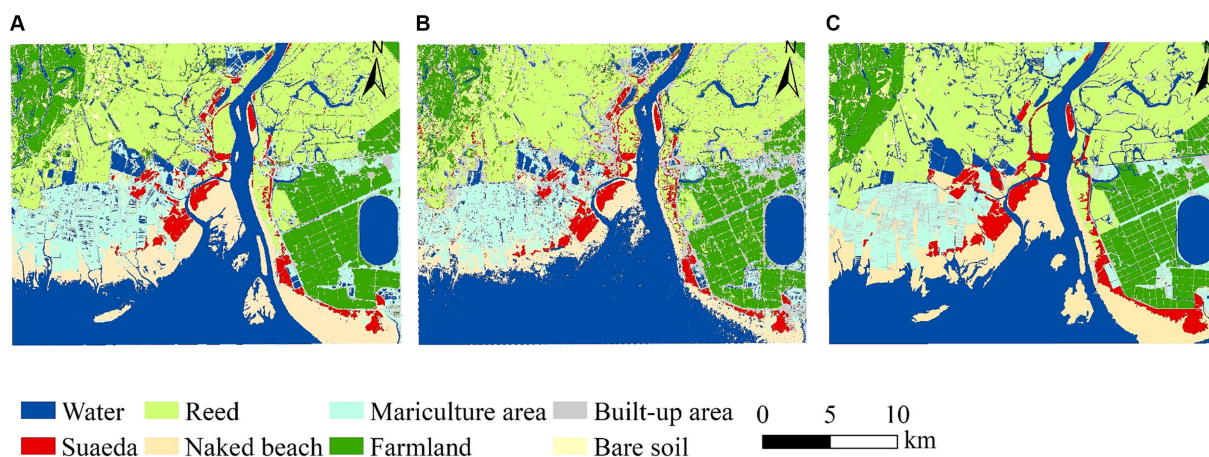 A B C
N N N
Water Reed Mariculture area Built-up area 0 5 10
Suaeda Naked beach Farmland Bare soil km